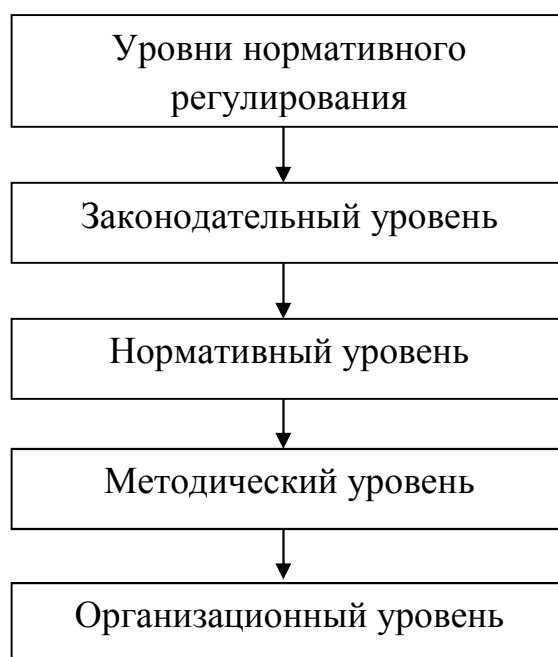 Уровни нормативного
регулирования
Законодательный уровень
Нормативный уровень
Методический уровень
Организационный уровень